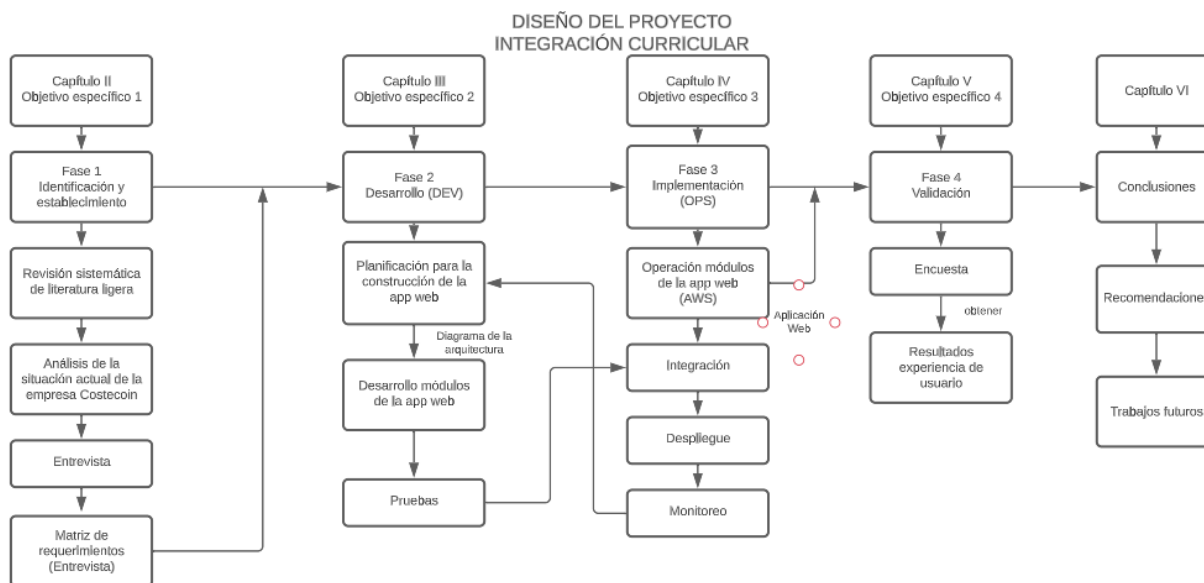 DISEÑO DEL PROYECTO
INTEGRACIÓN CURRICULAR
Capítulo II
Objetivo específico 1
Fase 1
Identificación y
establecimiento
Revisión sistemática
de literatura ligera
Análisis de la
situación actual de la
empresa Costecoin
Entrevista
Matriz de
requerimientos
(Entrevista)
Capítulo III
Objetivo específico 2
Fase 2
Desarrollo (DEV)
Planificación para la
construcción de la
app web
Diagrama de la
arquitectura
Desarrollo módulos
de la app web
Pruebas
Capítulo IV
Objetivo específico 3
Fase 3
Implementación
(OPS)
Operación módulos
de la app web
(AWS)
Aplicación
Web
Integración
Despliegue
Monitoreo
Capítulo V
Objetivo específico 4
Fase 4
Validación
Encuesta
obtener
Resultados
experiencia de
usuario
Capítulo VI
Conclusiones
Recomendacione
Trabajos futuros